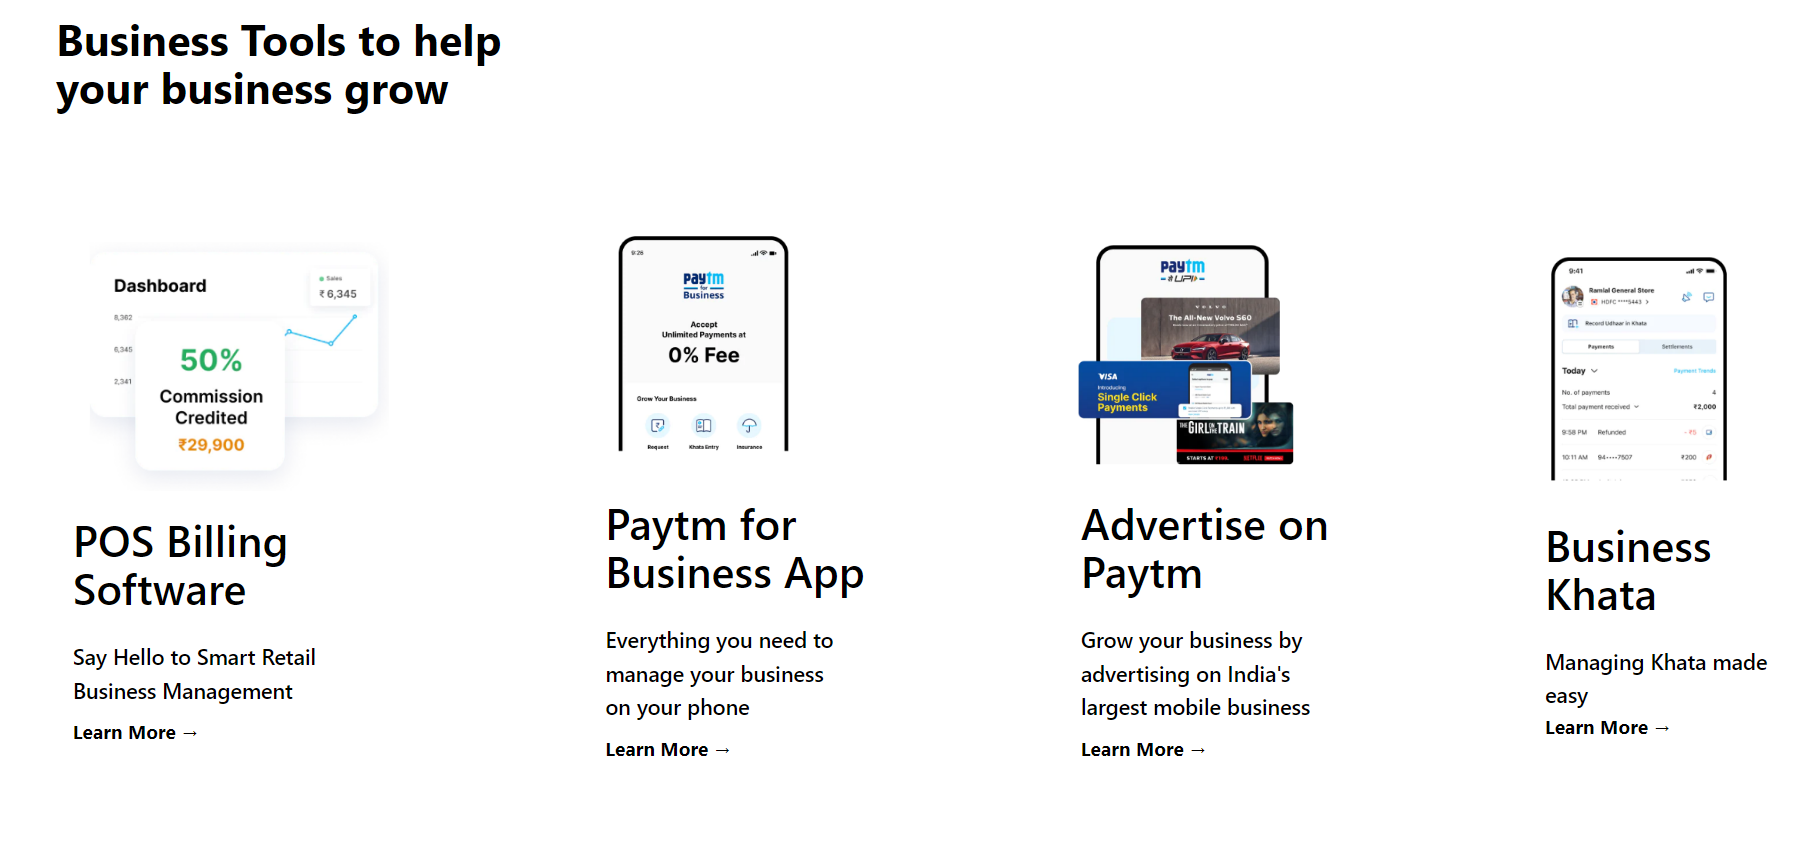 Business Tools to help
your business grow
Dashboard
Sales
₹ 6,345
8,362
6,345
2,341
50%
Commission
Credited
₹29,900
POS Billing
Software
Say Hello to Smart Retail
Business Management
Learn More →
9:28
paytm
for
Business
Accept
Unlimited Payments at
0% Fee
Grow Your Business
Request
Khata Entry
Insurance
Paytm for
Business App
Everything you need to
manage your business
on your phone
Learn More →
paytm
UPI
VOLVO
The All-New Volvo S60
VISA
Introducing
Single Click
Payments
THE GIRL ON THE TRAIN
STARTS AT
NETFLIX
Advertise on
Paytm
Grow your business by
advertising on India's
largest mobile business
Learn More →
9:41
Ramlal General Store
HDFC ****5443 >
Record Udhaar in Khata
Payments
Settlements
Today
Payment Trends
No. of payments 4
Total payment received ₹2,000
9:58 PM Refunded - ₹5
10:11 AM 94••••7507 ₹200
Business
Khata
Managing Khata made
easy
Learn More →